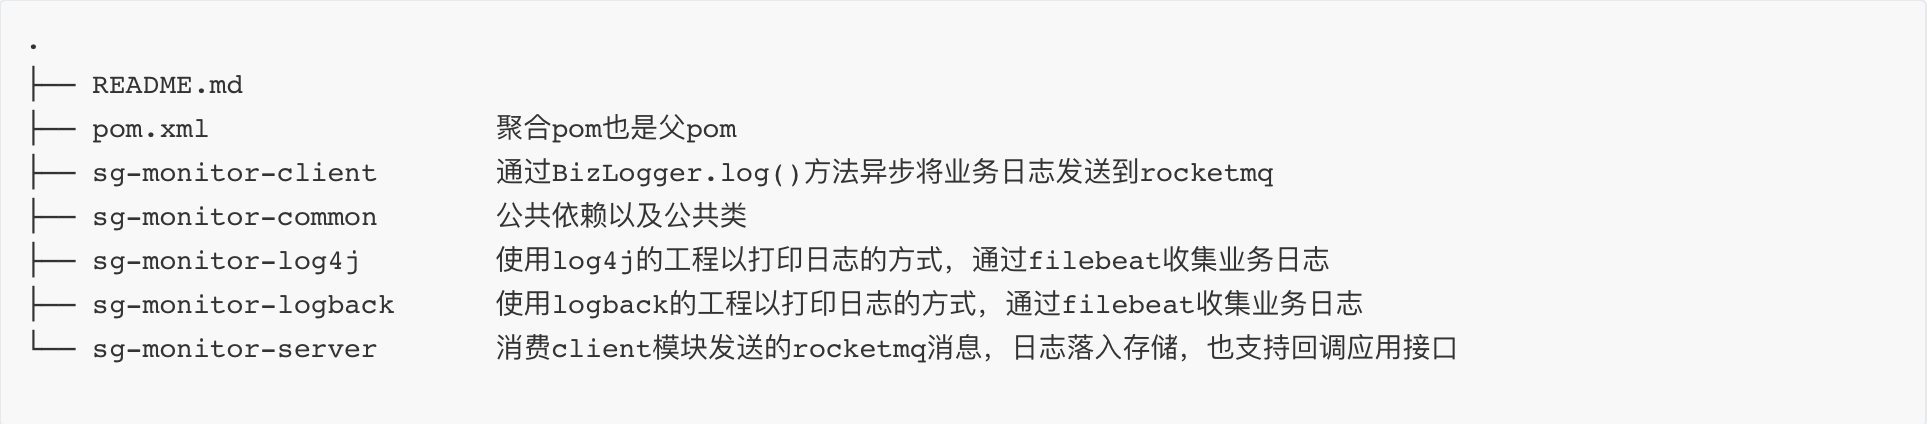 .
├── README.md
├── pom.xml                 聚合pom也是父pom
├── sg-monitor-client       通过BizLogger.log()方法异步将业务日志发送到rocketmq
├── sg-monitor-common       公共依赖以及公共类
├── sg-monitor-log4j        使用log4j的工程以打印日志的方式，通过filebeat收集业务日志
├── sg-monitor-logback      使用logback的工程以打印日志的方式，通过filebeat收集业务日志
└── sg-monitor-server       消费client模块发送的rocketmq消息，日志落入存储，也支持回调应用接口